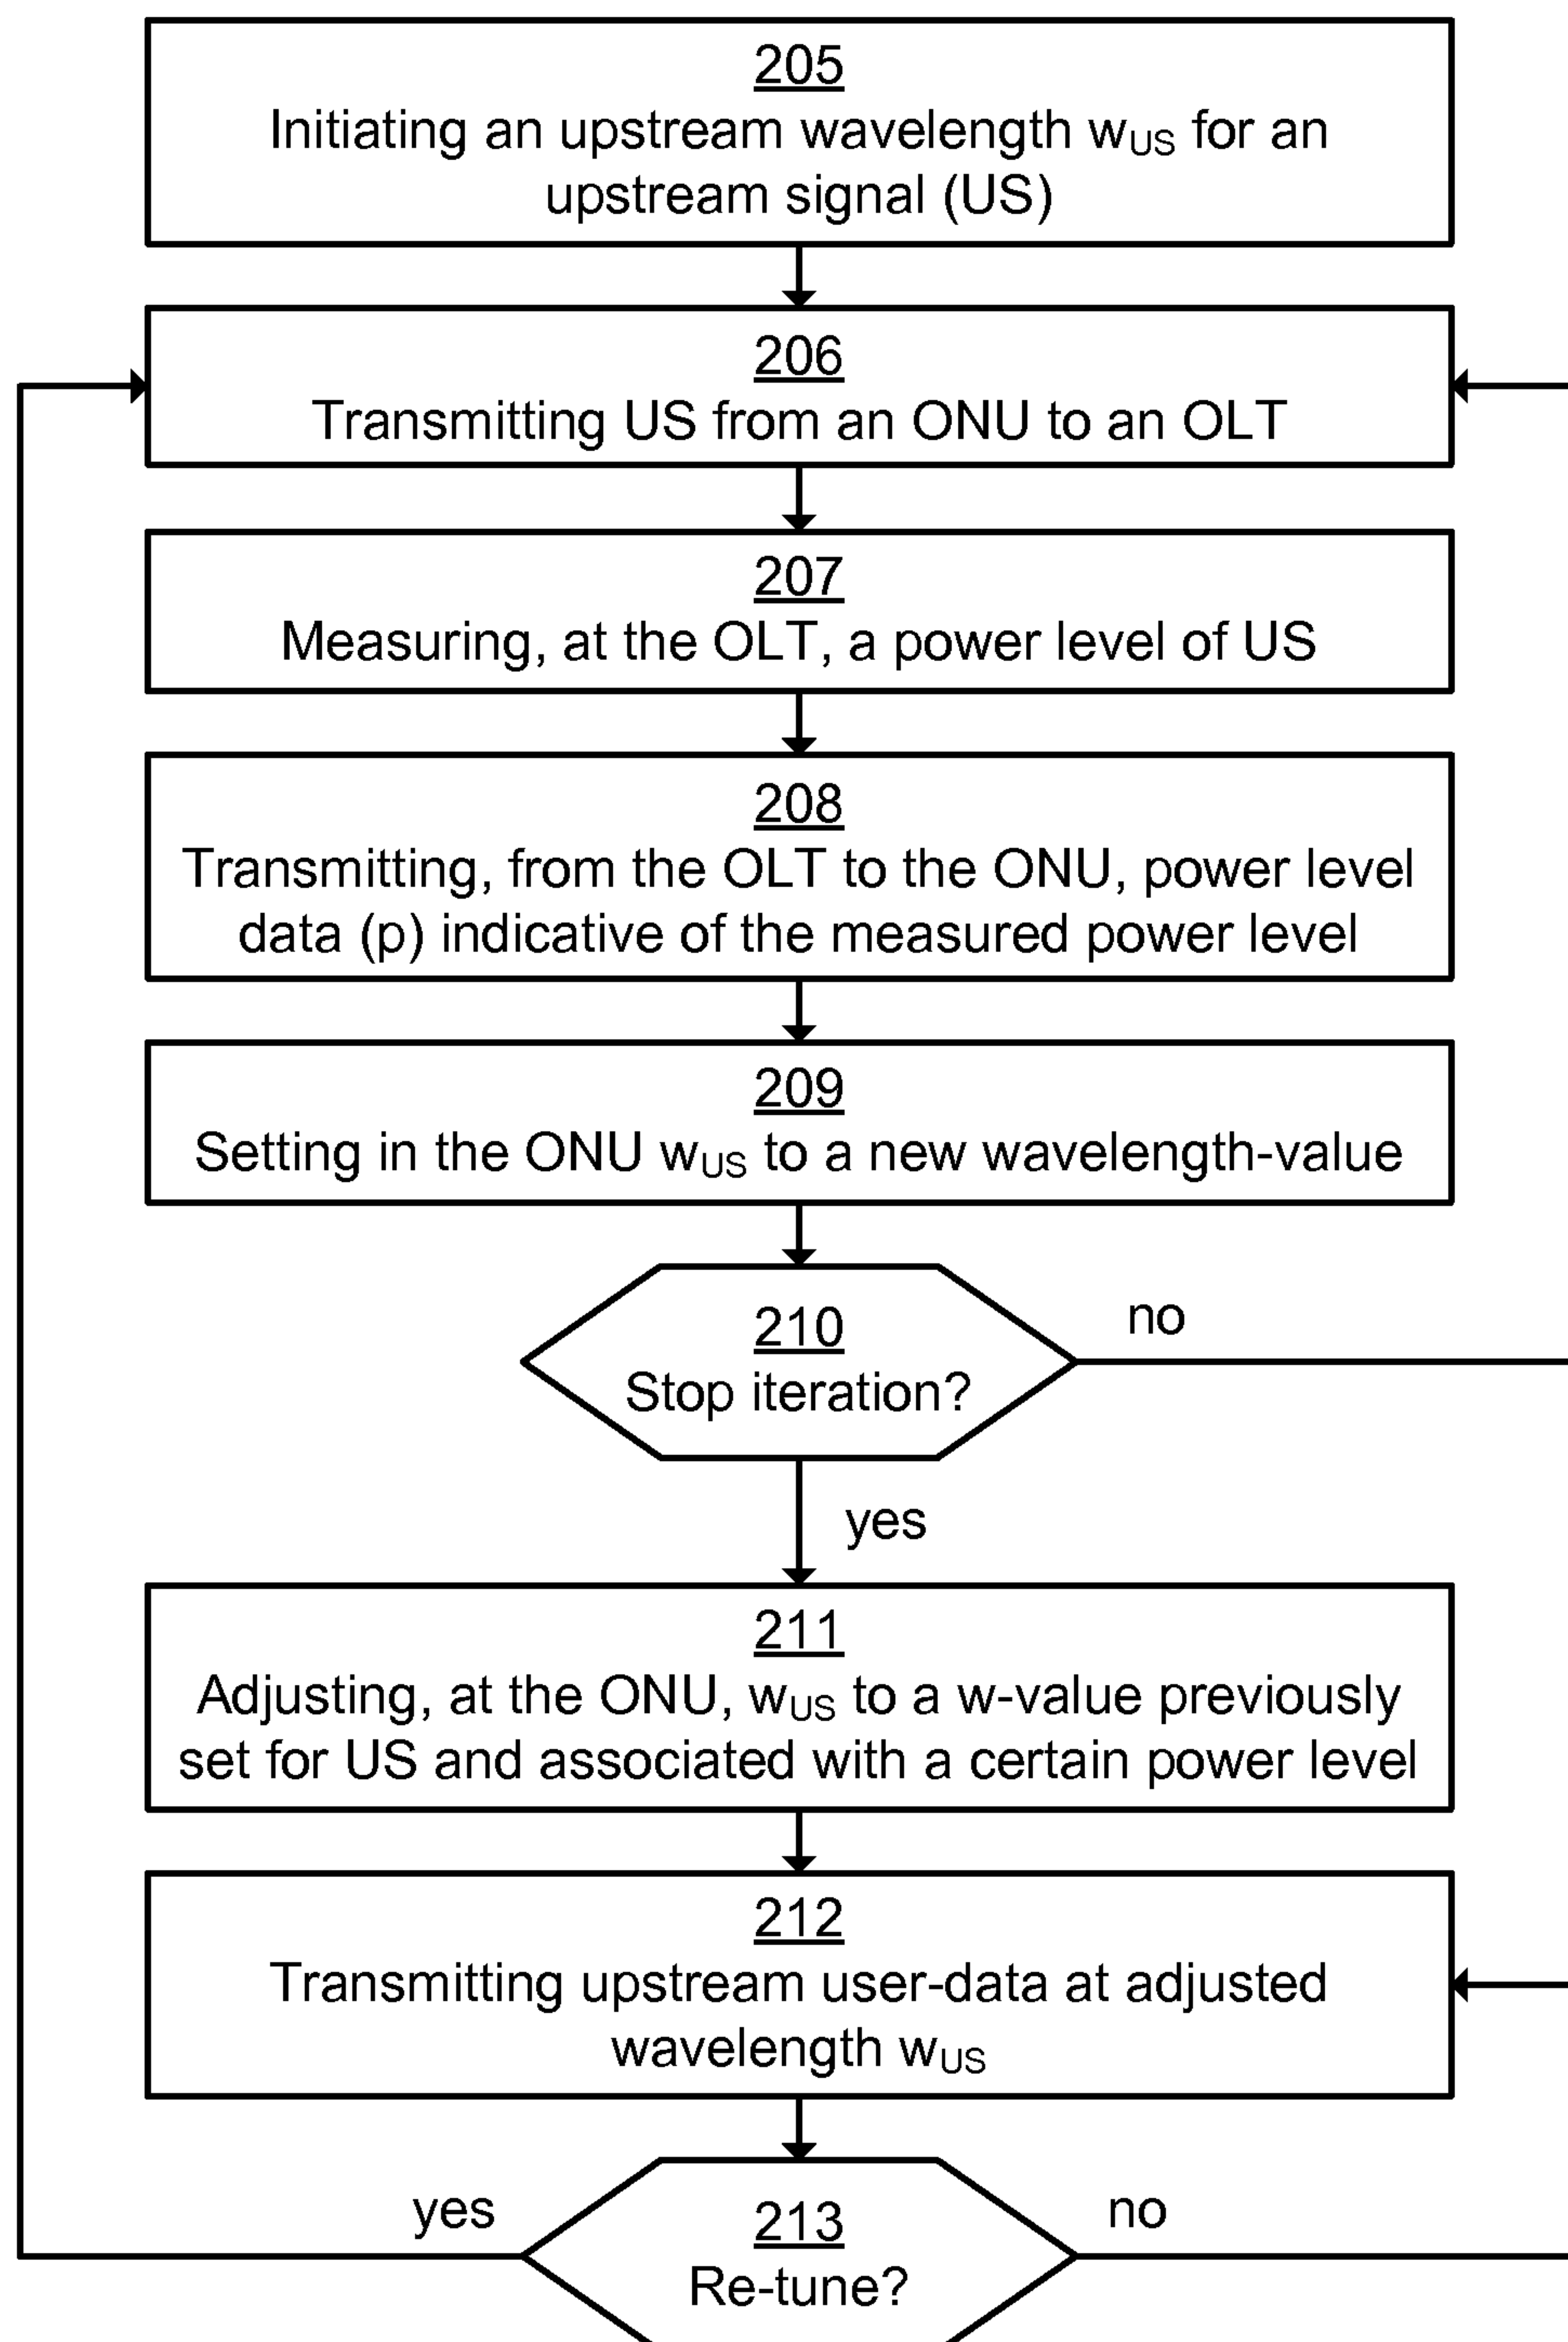 205
Initiating an upstream wavelength wUS for an
upstream signal (US)
206
Transmitting US from an ONU to an OLT
207
Measuring, at the OLT, a power level of US
208
Transmitting, from the OLT to the ONU, power level
data (p) indicative of the measured power level
209
Setting in the ONU wUS to a new wavelength-value
210
Stop iteration?
no
yes
211
Adjusting, at the ONU, wUS to a w-value previously
set for US and associated with a certain power level
212
Transmitting upstream user-data at adjusted
wavelength wUS
213
Re-tune?
yes
no